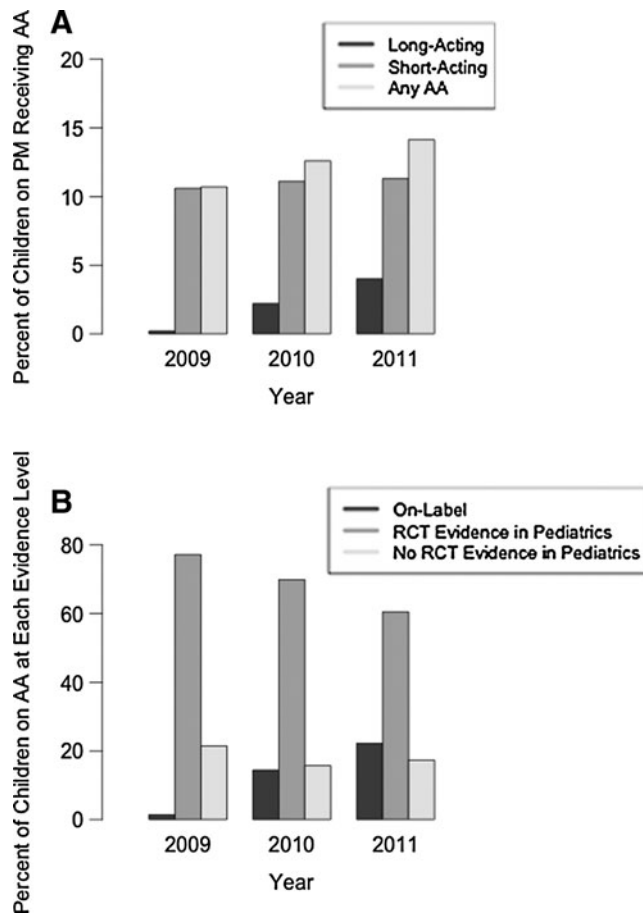 A
Percent of Children on PM Receiving AA
Long-Acting
Short-Acting
Any AA
20
15
10
5
0
2009 2010 2011
Year
B
Percent of Children on AA at Each Evidence Level
On-Label
RCT Evidence in Pediatrics
No RCT Evidence in Pediatrics
80
60
40
20
0
2009 2010 2011
Year